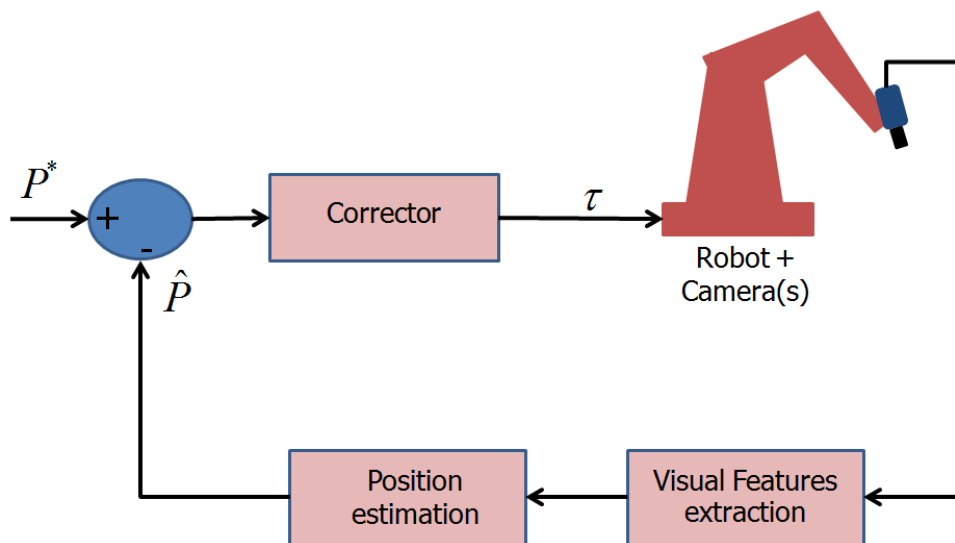 P*
+
-
P̂
Corrector
τ
Robot +
Camera(s)
Position
estimation
Visual Features
extraction